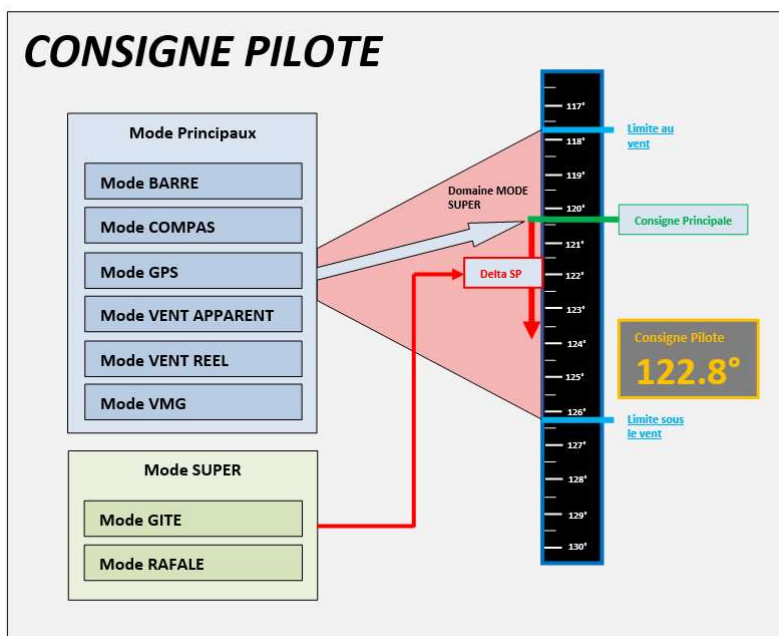 CONSIGNE PILOTE
Mode Principaux
Mode BARRE
Mode COMPAS
Mode GPS
Mode VENT APPARENT
Mode VENT REEL
Mode VMG
Mode SUPER
Mode GITE
Mode RAFALE
Domaine MODE
SUPER
Delta SP
117°
118°
119°
120°
121°
122°
123°
124°
125°
126°
127°
128°
129°
130°
Limite au
vent
Consigne Principale
Consigne Pilote
122.8°
Limite sous
le vent